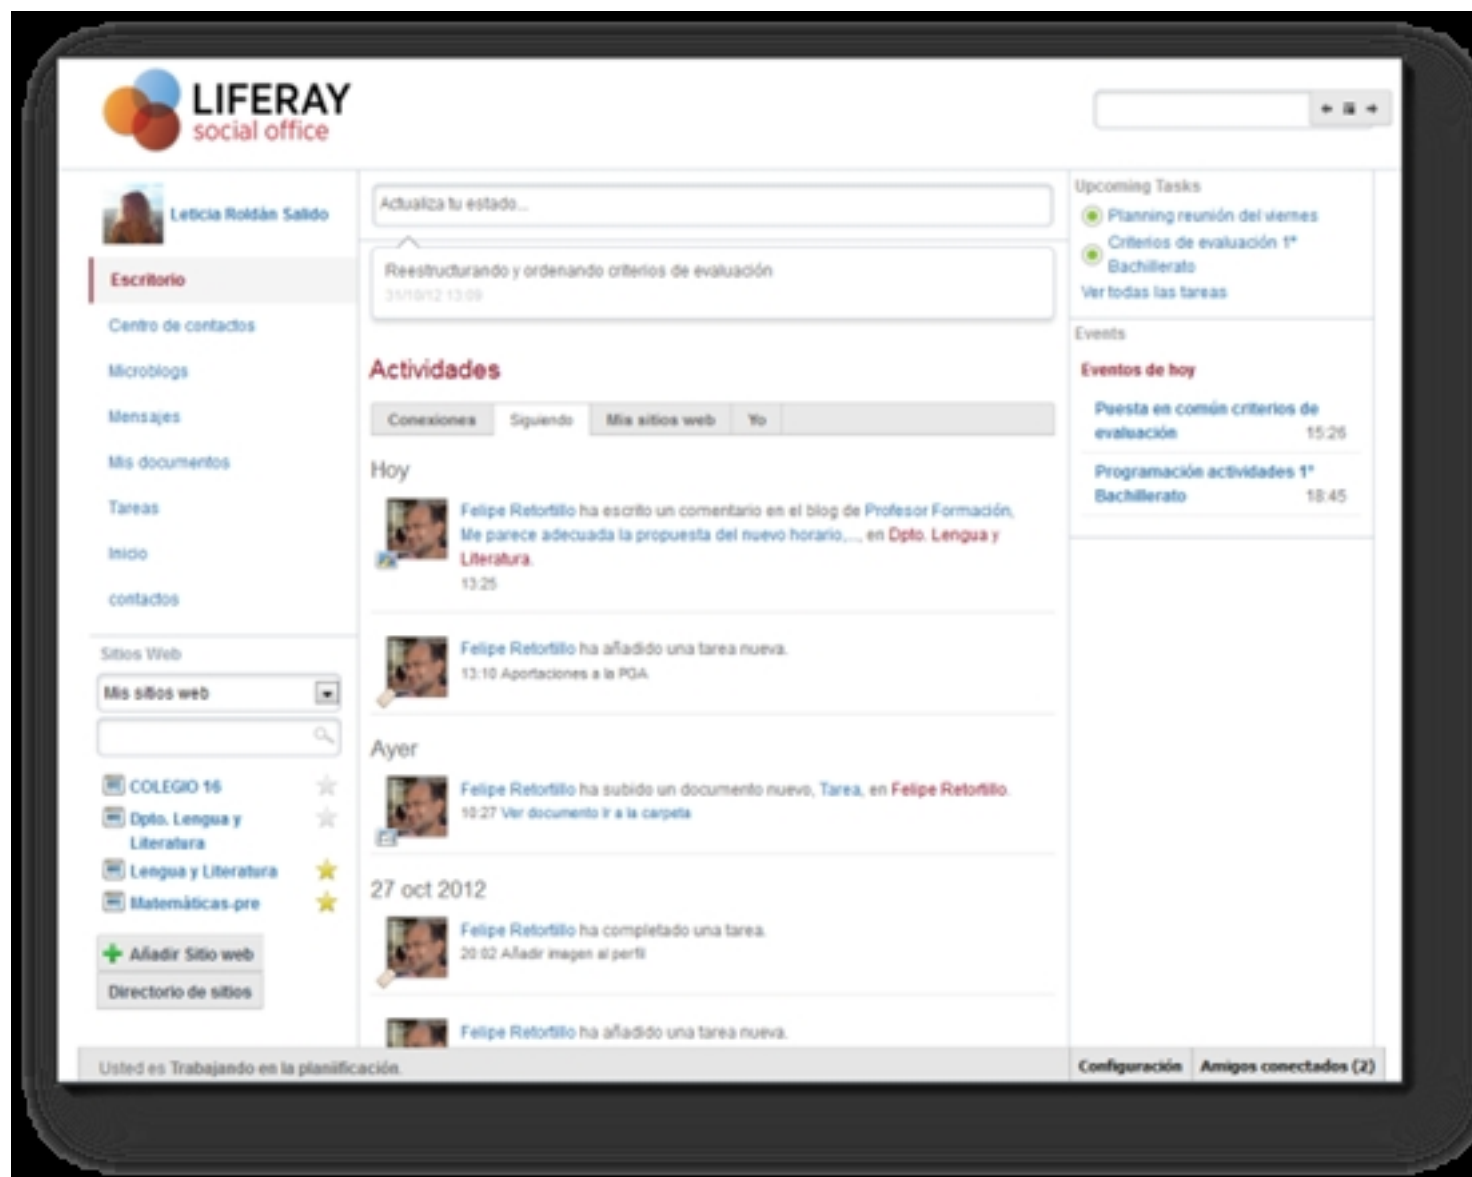 LIFERAY
social office
Leticia Roldán Salido
Escritorio
Centro de contactos
Microblogs
Mensajes
Mis documentos
Tareas
Inicio
contactos
Sitios Web
Mis sitios web
COLEGIO 16
Dpto. Lengua y
Literatura
Lengua y Literatura
Matemáticas-pre
Añadir Sitio web
Directorio de sitios
Actualiza tu estado...
Reestructurando y ordenando criterios de evaluación
31/10/12 13:09
Actividades
Conexiones Siguiendo Mis sitios web Yo
Hoy
Felipe Retortillo ha escrito un comentario en el blog de Profesor Formación,
Me parece adecuada la propuesta del nuevo horario,..., en Dpto. Lengua y
Literatura.
13:25
Felipe Retortillo ha añadido una tarea nueva.
13:10 Aportaciones a la PGA
Ayer
Felipe Retortillo ha subido un documento nuevo, Tarea, en Felipe Retortillo.
10:27 Ver documento Ir a la carpeta
27 oct 2012
Felipe Retortillo ha completado una tarea.
20:02 Añadir imagen al perfil
Felipe Retortillo ha añadido una tarea nueva.
Upcoming Tasks
Planning reunión del viernes
Criterios de evaluación 1º
Bachillerato
Ver todas las tareas
Events
Eventos de hoy
Puesta en común criterios de
evaluación 15:26
Programación actividades 1º
Bachillerato 18:45
Usted es Trabajando en la planiificación.
Configuración Amigos conectados (2)